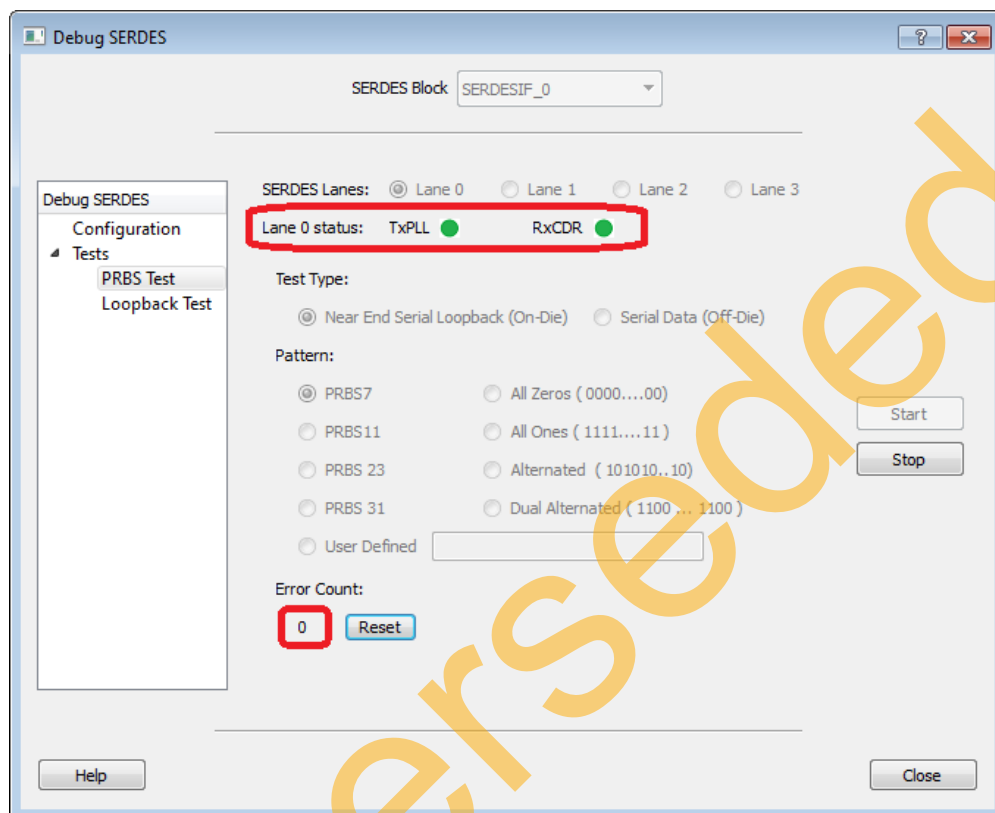 Debug SERDES
SERDES Block SERDESIF_0
Debug SERDES
Configuration
Tests
PRBS Test
Loopback Test
SERDES Lanes: Lane 0 Lane 1 Lane 2 Lane 3
Lane 0 status: TxPLL RxCDR
Test Type:
Near End Serial Loopback (On-Die) Serial Data (Off-Die)
Pattern:
PRBS7 All Zeros ( 0000....00)
PRBS11 All Ones ( 1111....11 )
PRBS 23 Alternated ( 101010..10)
PRBS 31 Dual Alternated ( 1100 ... 1100 )
User Defined
Start
Stop
Error Count:
0 Reset
Help Close
erseded